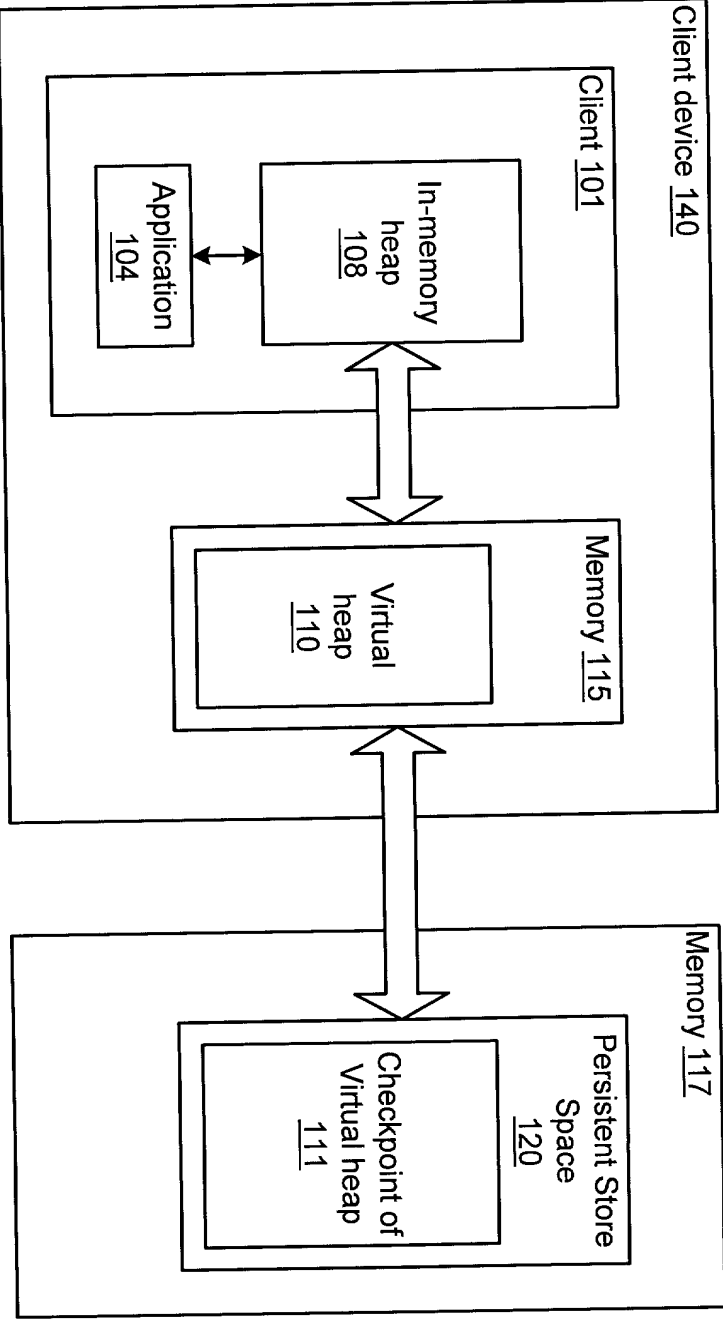 Client device 140
Client 101
In-memory
heap
108
Application
104
Memory 115
Virtual
heap
110
Memory 117
Persistent Store
Space
120
Checkpoint of
Virtual heap
111